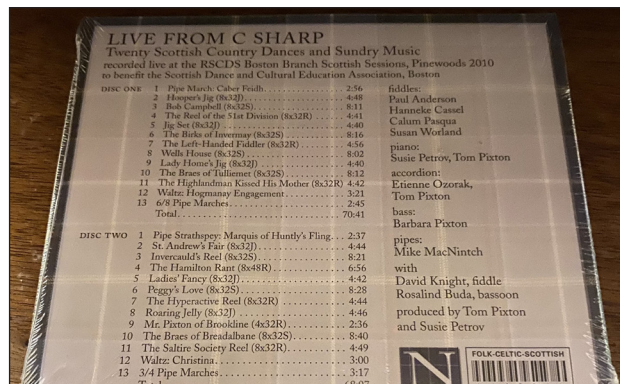 LIVE FROM C SHARP
Twenty Scottish Country Dances and Sundry Music
recorded live at the RSCDS Boston Branch Scottish Sessions, Pinewoods 2010
to benefit the Scottish Dance and Cultural Education Association, Boston
DISC ONE 1 Pipe March: Caber Feidh 2:56
2 Hooper's Jig (8x32J) 4:48
3 Bob Campbell (8x32S) 8:11
4 The Reel of the 51st Division (8x32R) 4:41
5 Jig Set (8x32J) 4:40
6 The Birks of Invermay (8x32S) 8:16
7 The Left-Handed Fiddler (8x32R) 4:56
8 Wells House (8x32S) 8:02
9 Lady Home's Jig (8x32J) 4:40
10 The Braes of Tulliemet (8x32S) 8:12
11 The Highlandman Kissed His Mother (8x32R) 4:42
12 Waltz: Hogmanay Engagement 3:21
13 6/8 Pipe Marches 2:45
Total 70:41
DISC TWO 1 Pipe Strathspey: Marquis of Huntly's Fling 2:37
2 St. Andrew's Fair (8x32J) 4:44
3 Invercauld's Reel (8x32S) 8:21
4 The Hamilton Rant (8x48R) 6:56
5 Ladies' Fancy (8x32J) 4:42
6 Peggy's Love (8x32S) 8:28
7 The Hyperactive Reel (8x32R) 4:44
8 Roaring Jelly (8x32J) 4:46
9 Mr. Pixton of Brookline (4x32R) 2:36
10 The Braes of Breadalbane (8x32S) 8:40
11 The Saltire Society Reel (8x32R) 4:49
12 Waltz: Christina 3:00
13 3/4 Pipe Marches 3:17
fiddles:
Paul Anderson
Hanneke Cassel
Calum Pasqua
Susan Worland
piano:
Susie Petrov, Tom Pixton
accordion:
Etienne Ozorak,
Tom Pixton
bass:
Barbara Pixton
pipes:
Mike MacNintch
with
David Knight, fiddle
Rosalind Buda, bassoon
produced by Tom Pixton
and Susie Petrov
N
FOLK-CELTIC-SCOTTISH